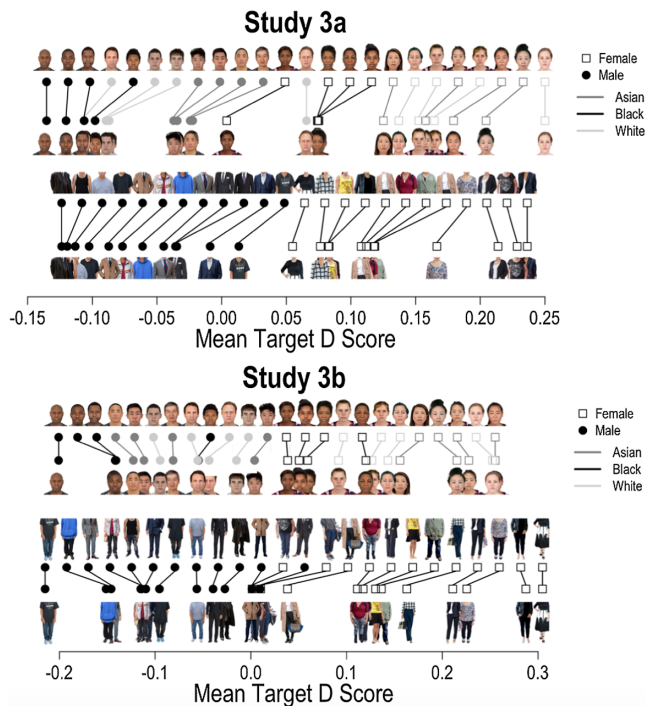 Study 3a
Female
Male
Asian
Black
White
-0.15 -0.10 -0.05 0.00 0.05 0.10 0.15 0.20 0.25
Mean Target D Score
Study 3b
Female
Male
Asian
Black
White
-0.2 -0.1 0.0 0.1 0.2 0.3
Mean Target D Score